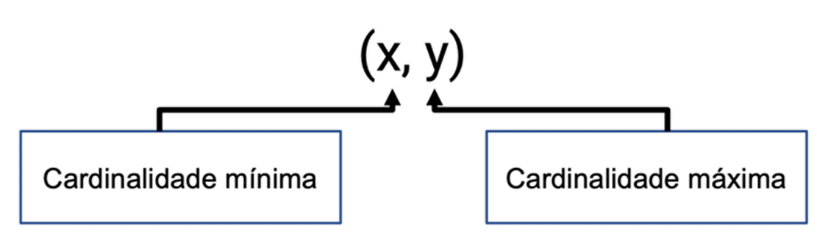 (x, y)
Cardinalidade mínima
Cardinalidade máxima